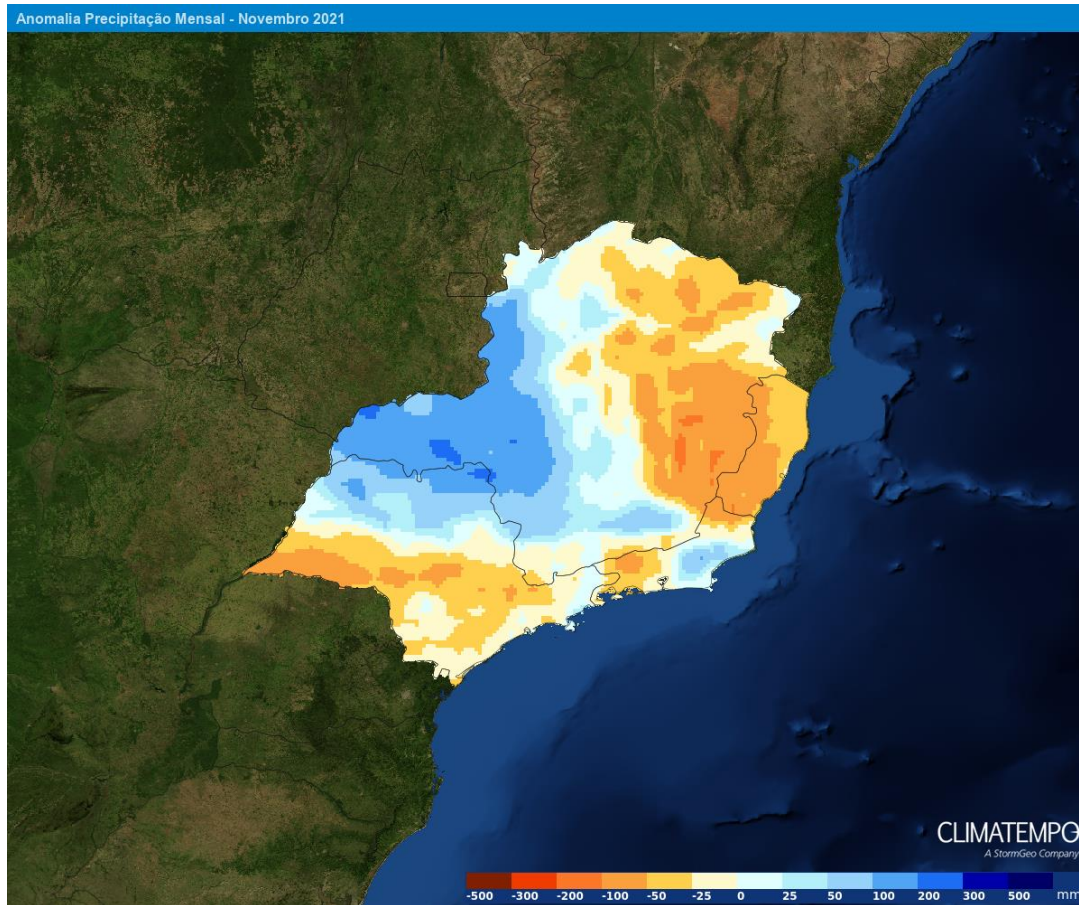 Anomalia Precipitação Mensal - Novembro 2021
CLIMATEMPO
A StormGeo Company
-500 -300 -200 -100 -50 -25 0 25 50 100 200 300 500 mm